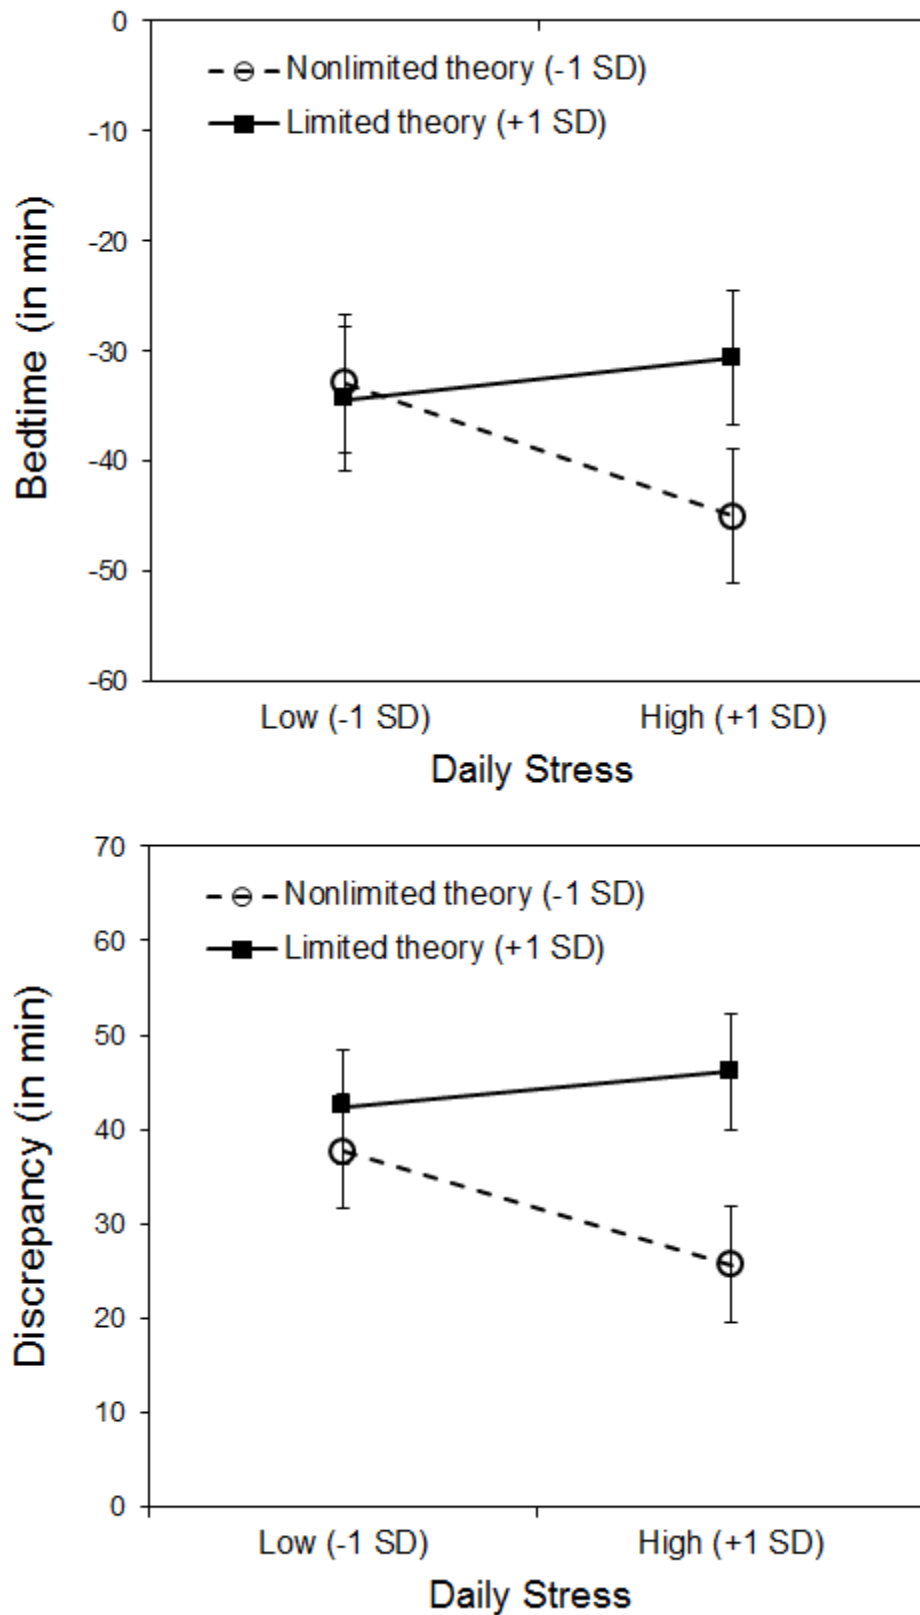 0
Nonlimited theory (-1 SD)
Limited theory (+1 SD)
-10
-20
-30
-40
-50
-60
Bedtime (in min)
Low (-1 SD) High (+1 SD)
Daily Stress
70
Nonlimited theory (-1 SD)
Limited theory (+1 SD)
60
50
40
30
20
10
0
Discrepancy (in min)
Low (-1 SD) High (+1 SD)
Daily Stress